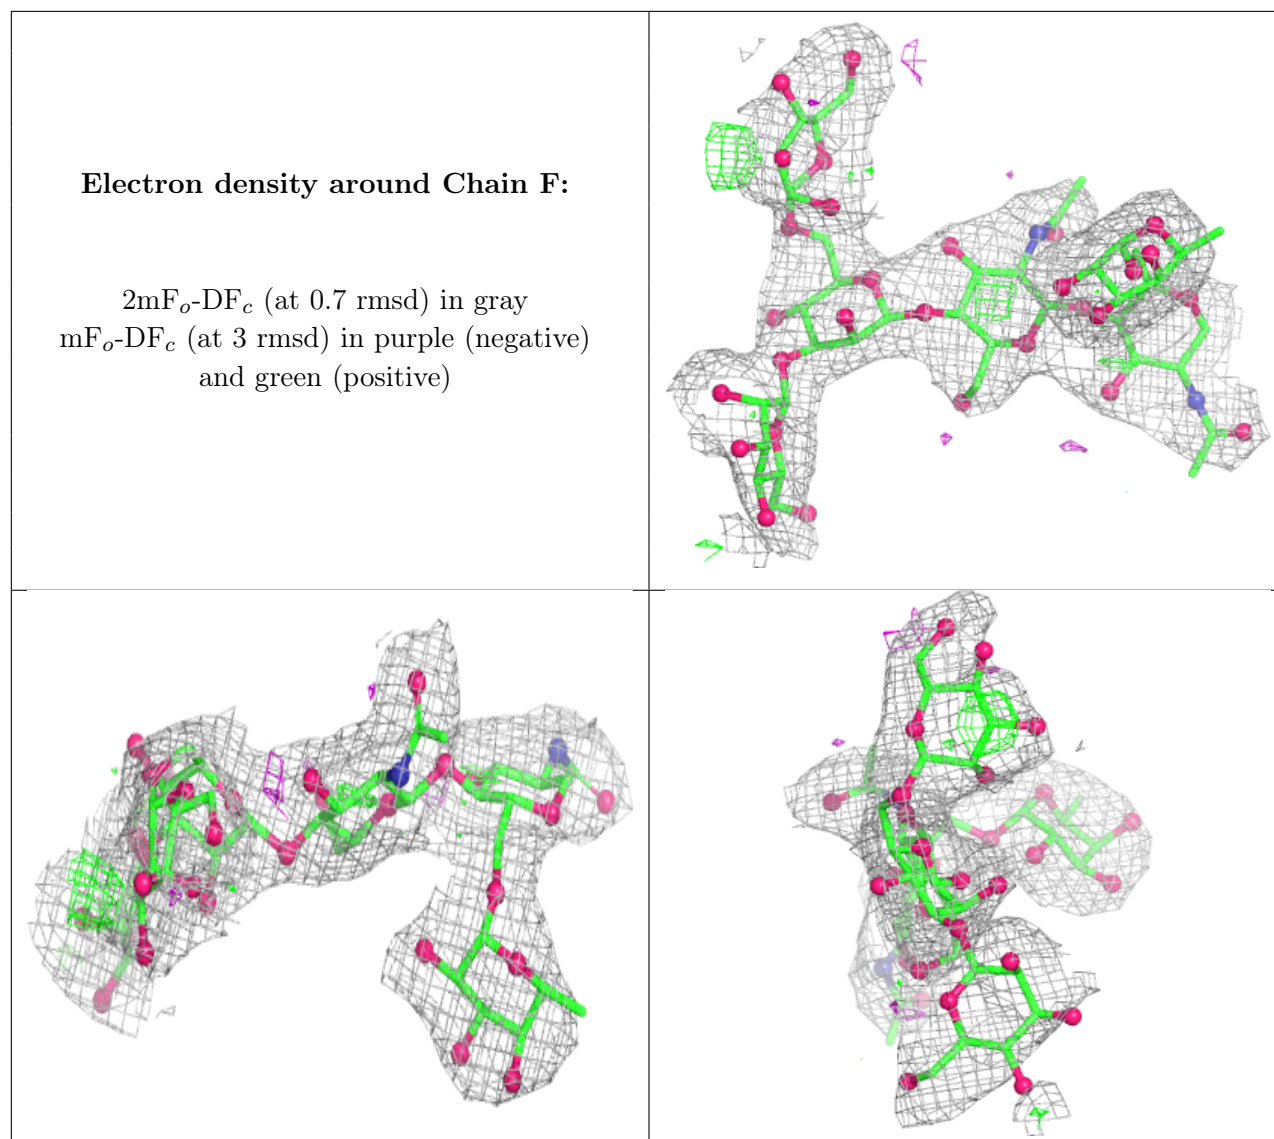 Electron density around Chain F:
2mFo-DFc (at 0.7 rmsd) in gray
mFo-DFc (at 3 rmsd) in purple (negative)
and green (positive)